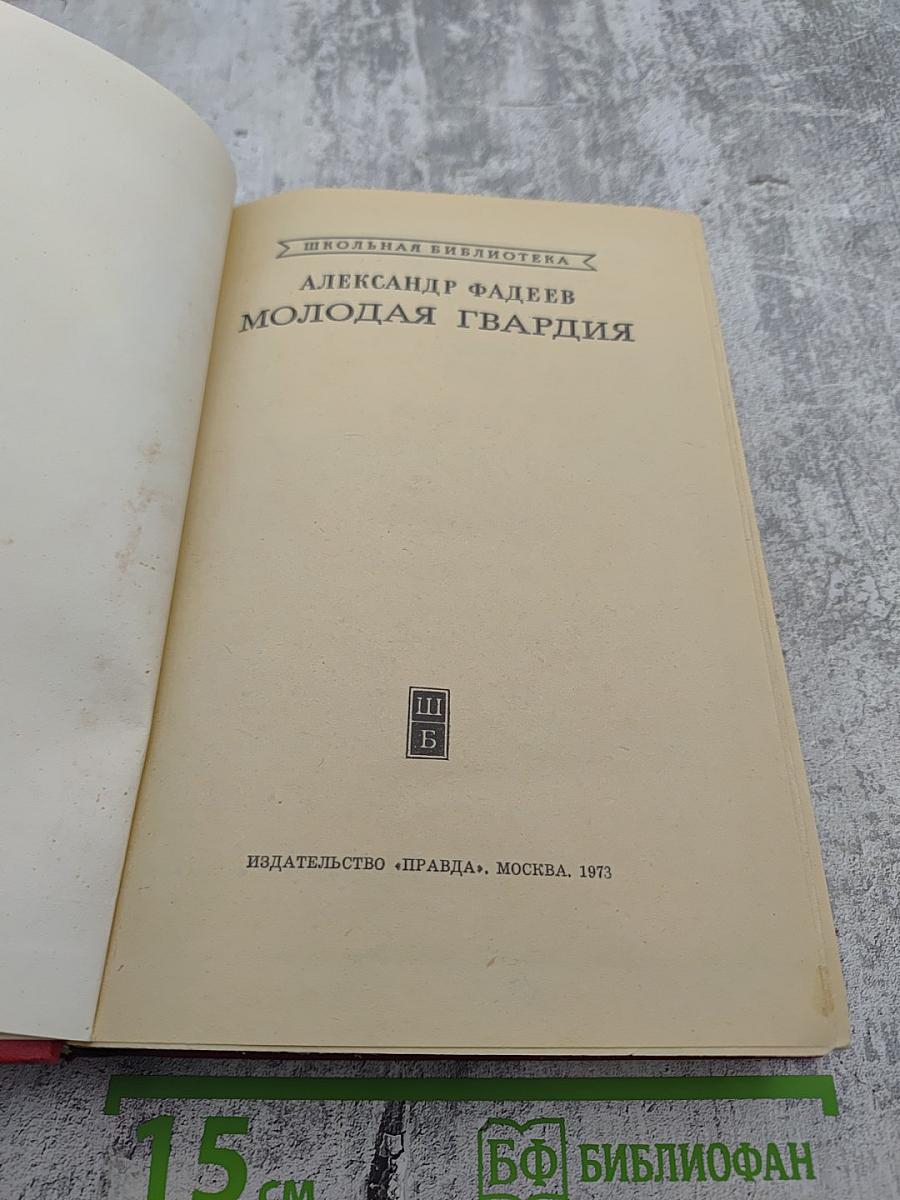 ШКОЛЬНАЯ БИБЛИОТЕКА
АЛЕКСАНДР ФАДЕЕВ
МОЛОДАЯ ГВАРДИЯ
Ш
Б
ИЗДАТЕЛЬСТВО «ПРАВДА». МОСКВА. 1973
15 см
БФ БИБЛИОФАН